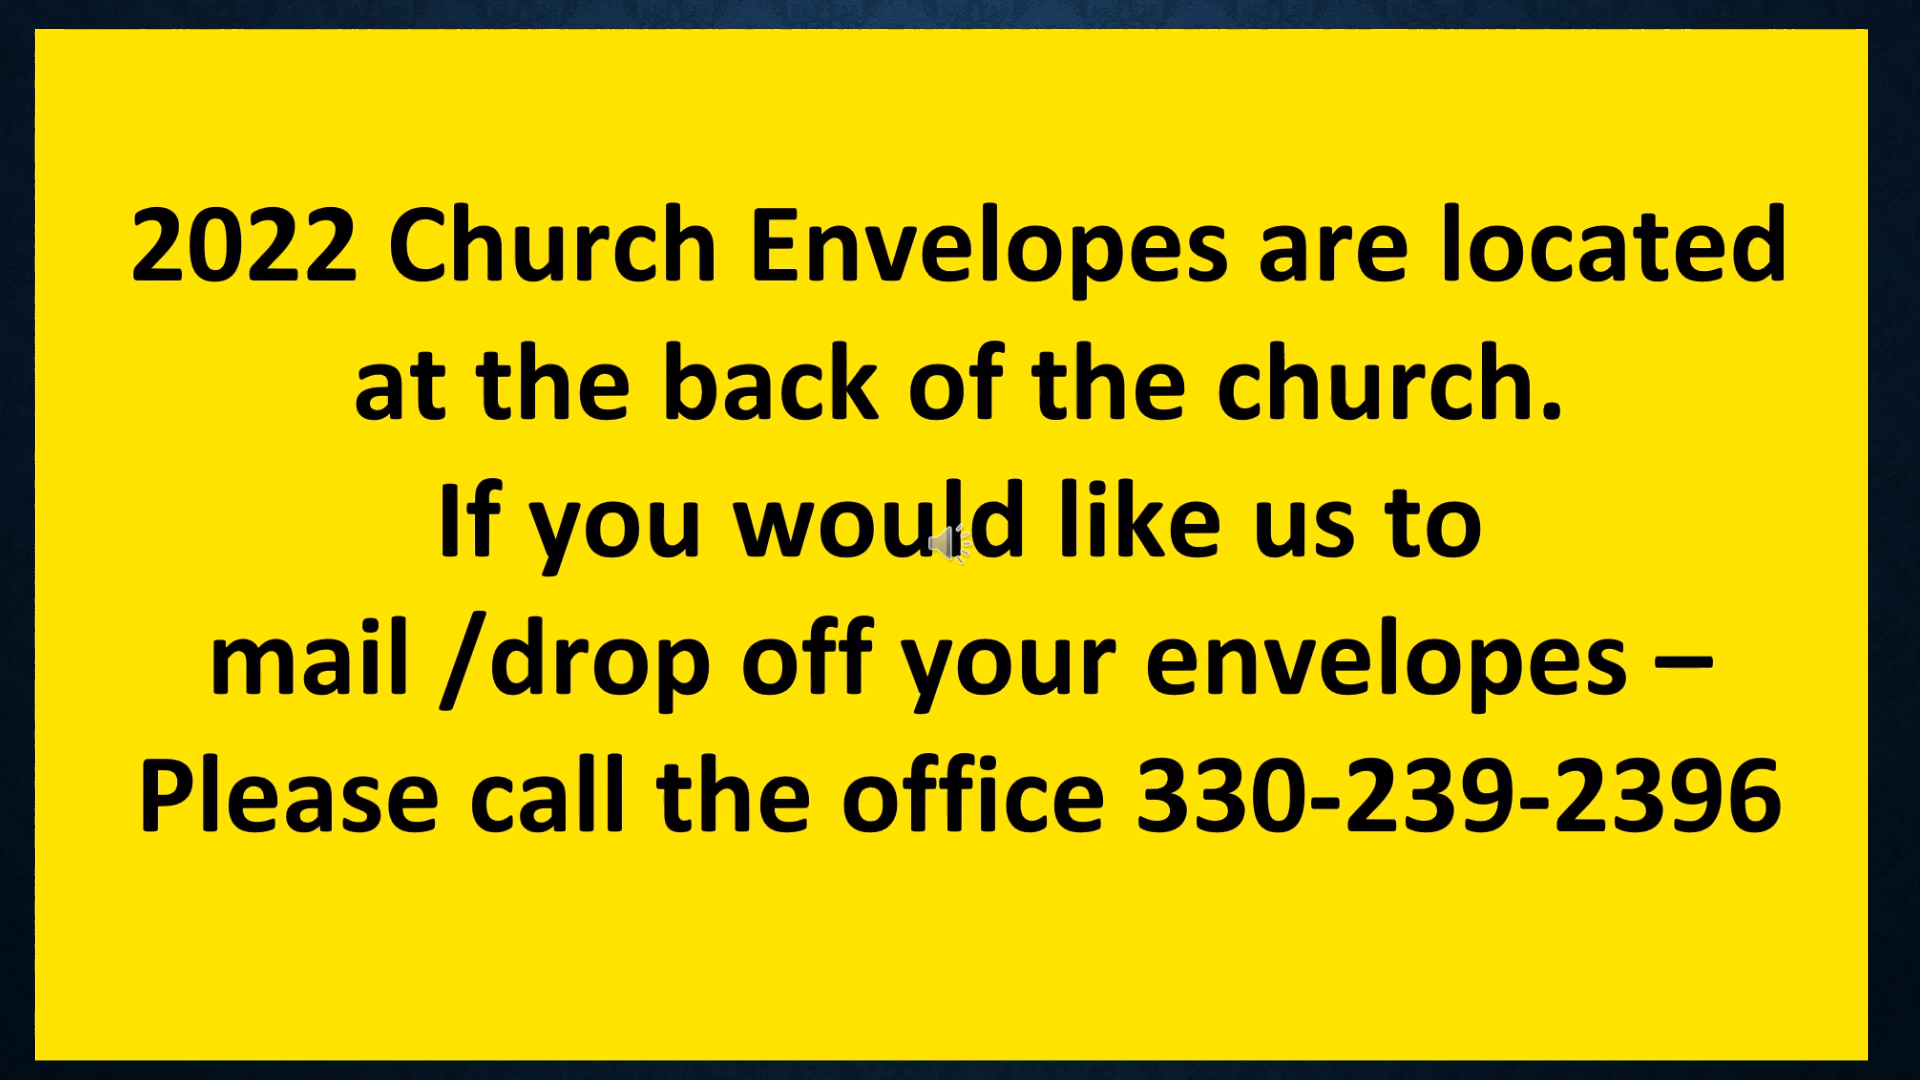 2022 Church Envelopes are located
at the back of the church.
If you would like us to
mail /drop off your envelopes –
Please call the office 330-239-2396